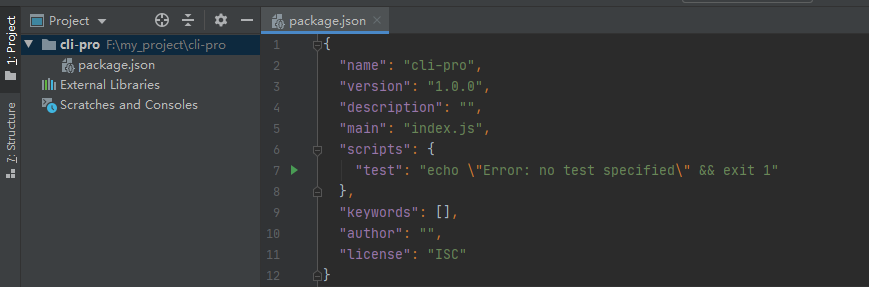 1: Project
7: Structure
Project
cli-pro F:\my_project\cli-pro
package.json
External Libraries
Scratches and Consoles
package.json
1 {
2 "name": "cli-pro",
3 "version": "1.0.0",
4 "description": "",
5 "main": "index.js",
6 "scripts": {
7 "test": "echo \"Error: no test specified\" && exit 1"
8 },
9 "keywords": [],
10 "author": "",
11 "license": "ISC"
12 }